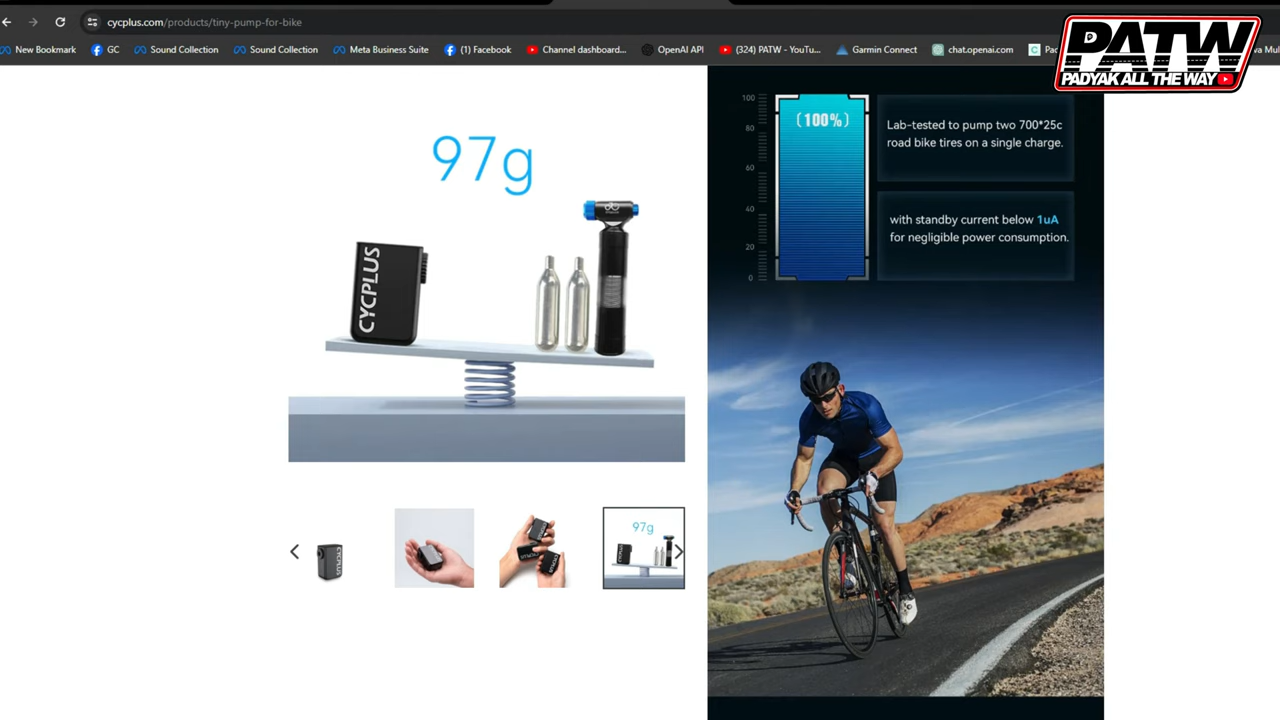 cycplus.com/products/tiny-pump-for-bike
New Bookmark
GC
Sound Collection
Sound Collection
Meta Business Suite
(1) Facebook
Channel dashboard...
OpenAI API
(324) PATW - YouTu...
Garmin Connect
chat.openai.com
PATW
PADYAK ALL THE WAY
97g
CYCPLUS
100
80
60
40
20
0
(100%)
Lab-tested to pump two 700*25c
road bike tires on a single charge.
with standby current below 1uA
for negligible power consumption.
CYCPLUS
CYCPLUS
97g